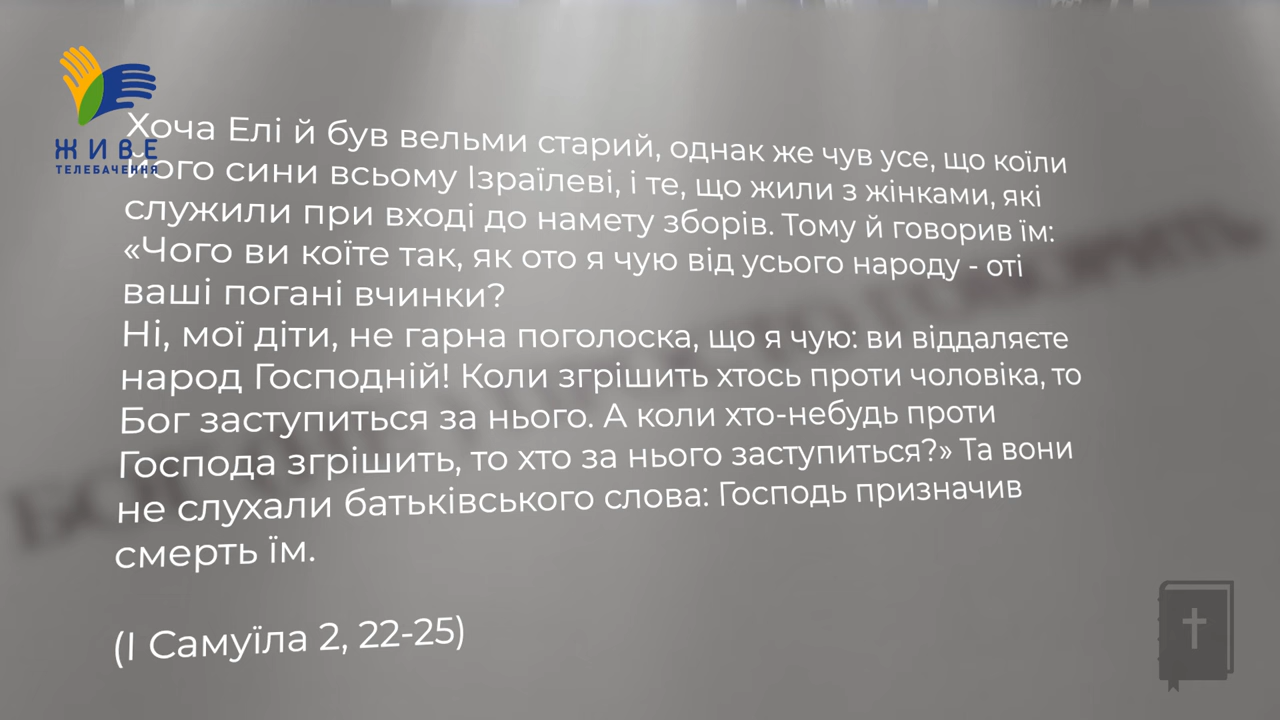 ЖИВЕ
ТЕЛЕБАЧЕННЯ
Хоча Елі й був вельми старий, однак же чув усе, що коїли
його сини всьому Ізраїлеві, і те, що жили з жінками, які
служили при вході до намету зборів. Тому й говорив їм:
«Чого ви коїте так, як ото я чую від усього народу - оті
ваші погані вчинки?
Ні, мої діти, не гарна поголоска, що я чую: ви віддаляєте
народ Господній! Коли згрішить хтось проти чоловіка, то
Бог заступиться за нього. А коли хто-небудь проти
Господа згрішить, то хто за нього заступиться?» Та вони
не слухали батьківського слова: Господь призначив
смерть їм.
(І Самуїла 2, 22-25)